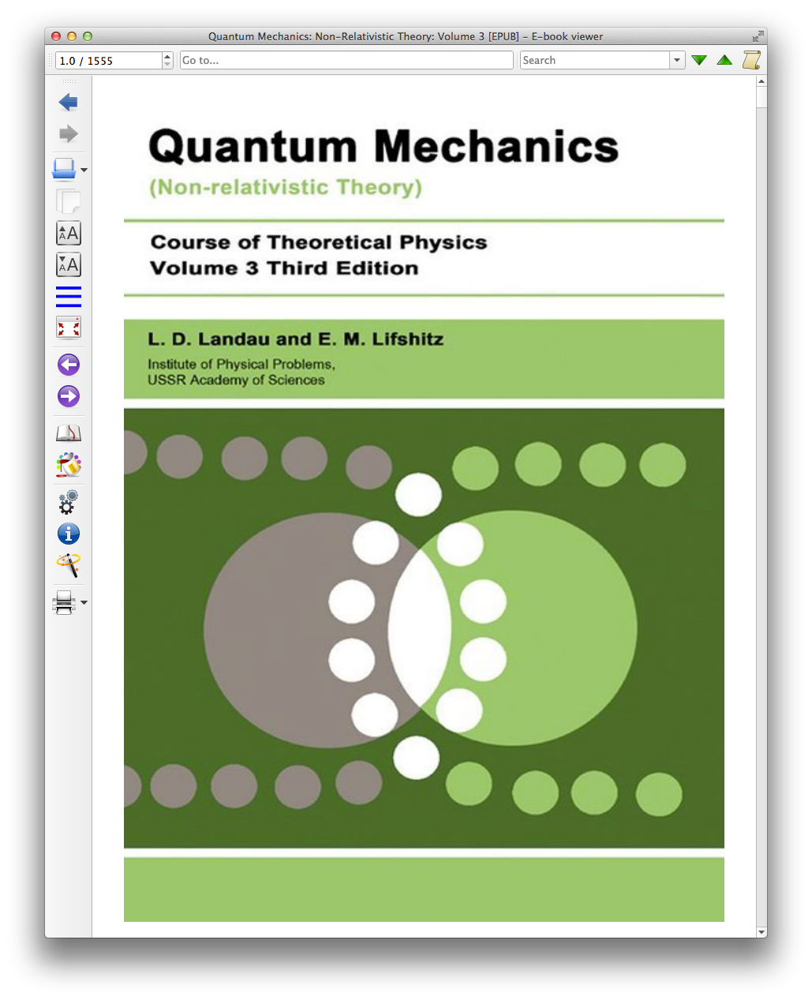 Quantum Mechanics: Non-Relativistic Theory: Volume 3 [EPUB] – E-book viewer
1.0 / 1555
Go to...
Search
AA
AA
Quantum Mechanics
(Non-relativistic Theory)
Course of Theoretical Physics
Volume 3 Third Edition
L. D. Landau and E. M. Lifshitz
Institute of Physical Problems,
USSR Academy of Sciences